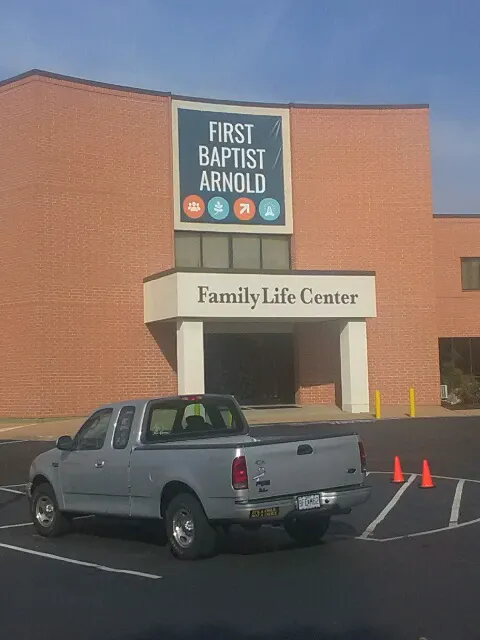 FIRST
BAPTIST
ARNOLD
Family Life Center